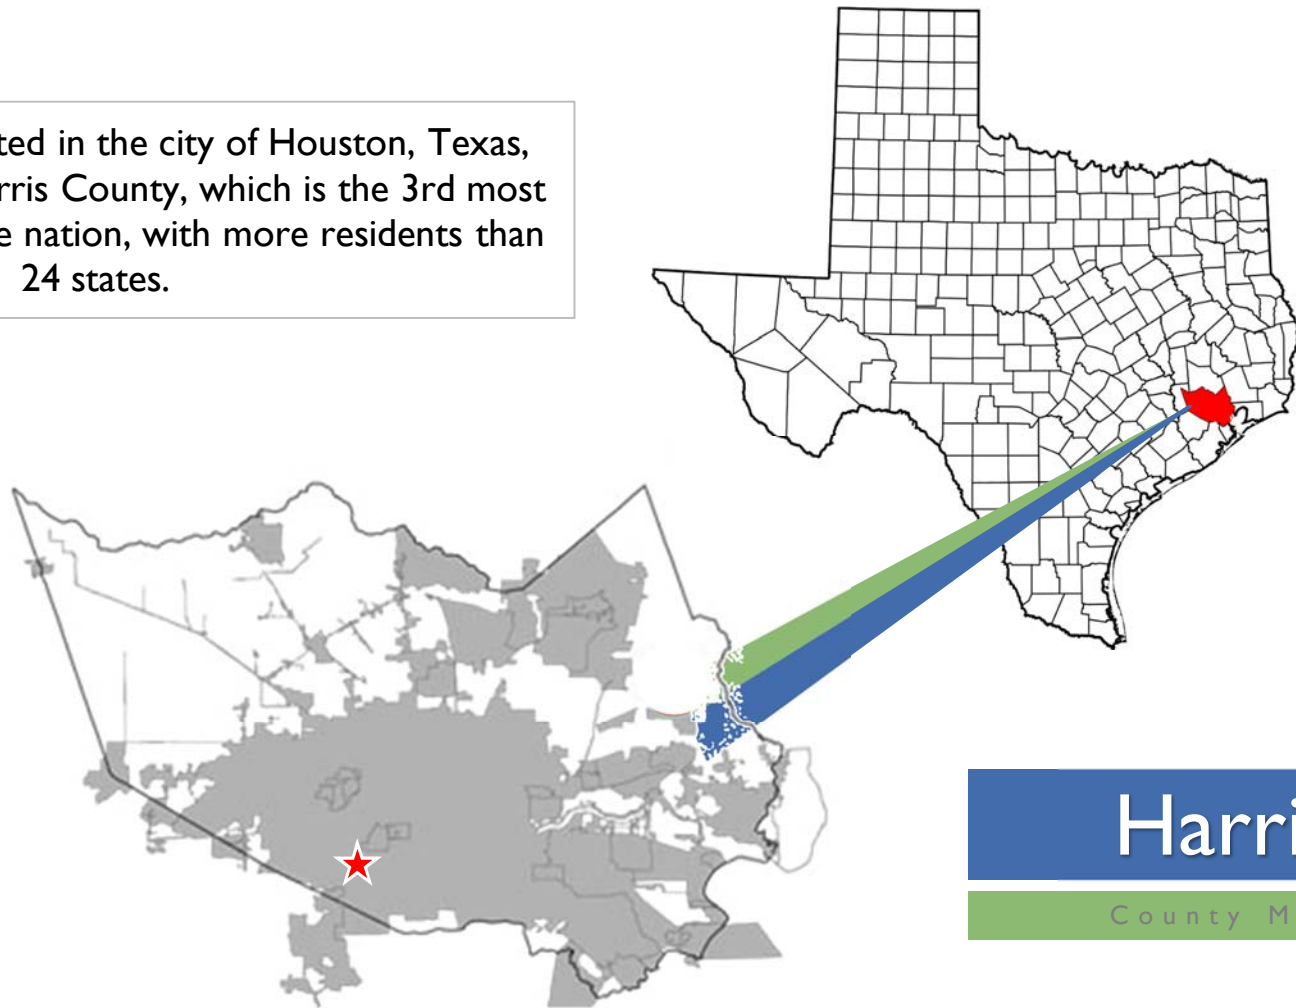 ted in the city of Houston, Texas,
rris County, which is the 3rd most
e nation, with more residents than
24 states.
Harri
County M